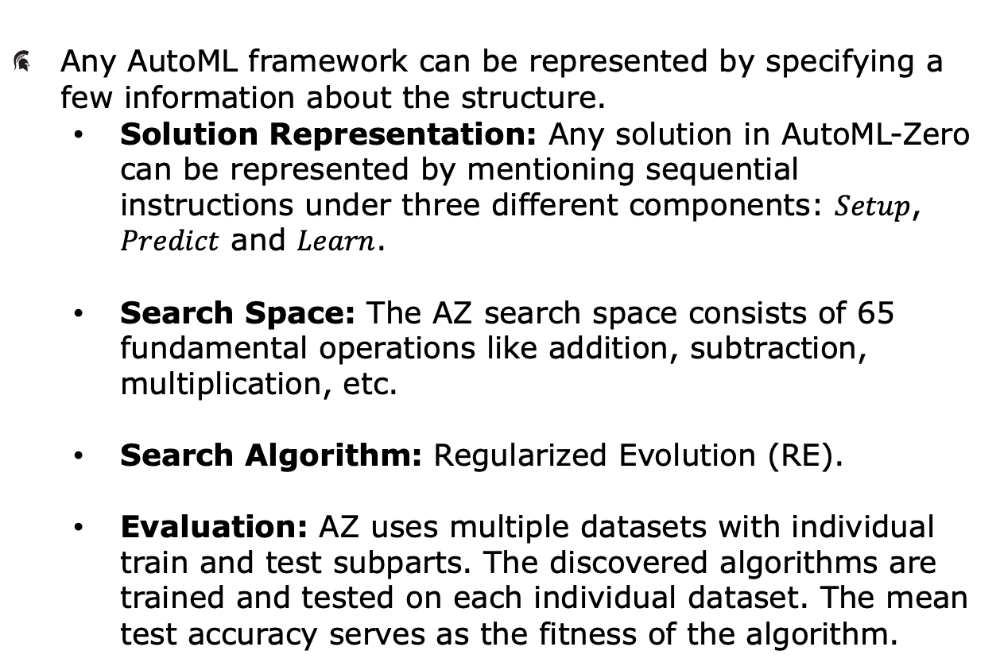 Any AutoML framework can be represented by specifying a
few information about the structure.
• Solution Representation: Any solution in AutoML-Zero
can be represented by mentioning sequential
instructions under three different components: Setup,
Predict and Learn.
• Search Space: The AZ search space consists of 65
fundamental operations like addition, subtraction,
multiplication, etc.
• Search Algorithm: Regularized Evolution (RE).
• Evaluation: AZ uses multiple datasets with individual
train and test subparts. The discovered algorithms are
trained and tested on each individual dataset. The mean
test accuracy serves as the fitness of the algorithm.